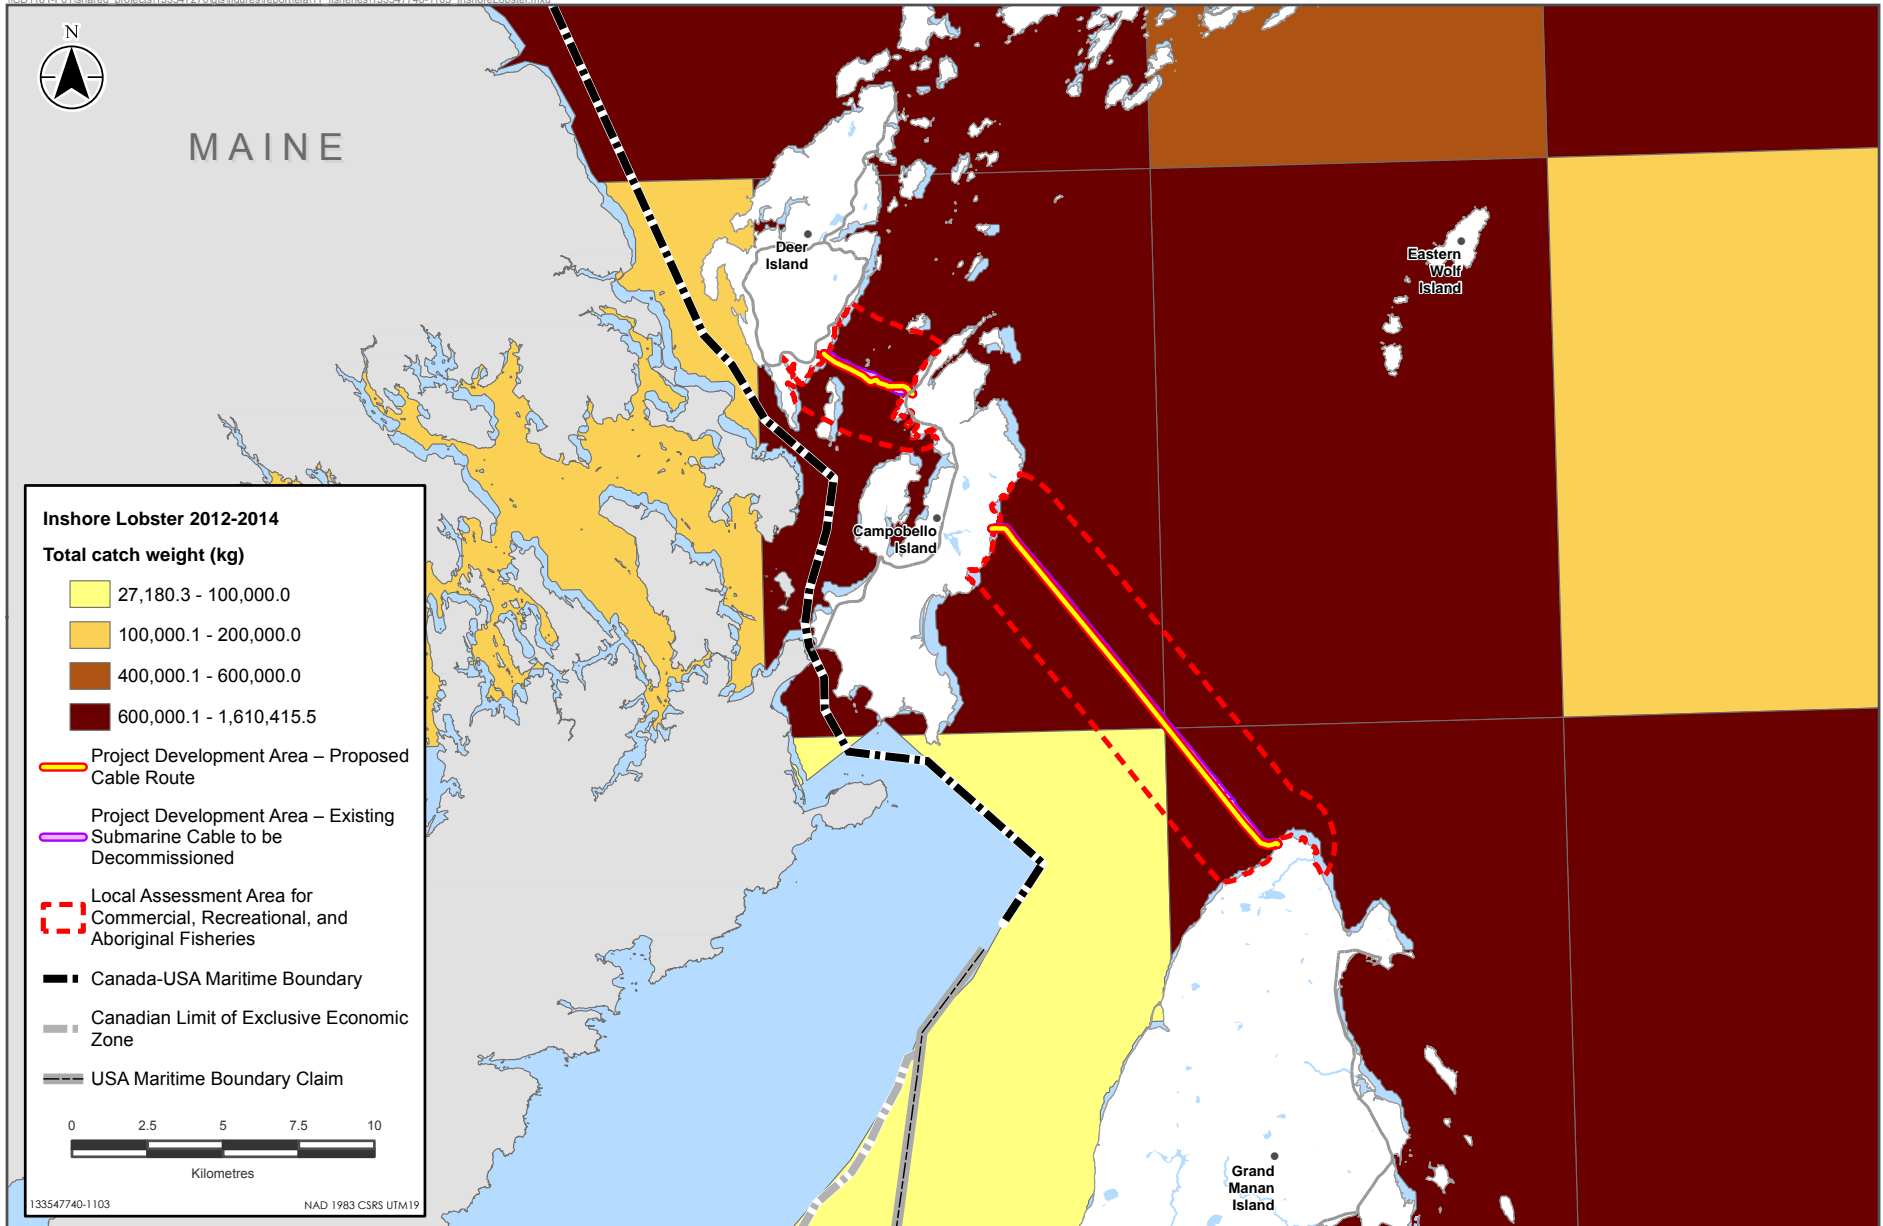 N
MAINE
Deer
Island
Eastern
Wolf
Island
Campobello
Island
Grand
Manan
Island
Inshore Lobster 2012-2014
Total catch weight (kg)
27,180.3 - 100,000.0
100,000.1 - 200,000.0
400,000.1 - 600,000.0
600,000.1 - 1,610,415.5
Project Development Area – Proposed
Cable Route
Project Development Area – Existing
Submarine Cable to be
Decommissioned
Local Assessment Area for
Commercial, Recreational, and
Aboriginal Fisheries
Canada-USA Maritime Boundary
Canadian Limit of Exclusive Economic
Zone
USA Maritime Boundary Claim
0 2.5 5 7.5 10
Kilometres
133547740-1103 NAD 1983 CSRS UTM19